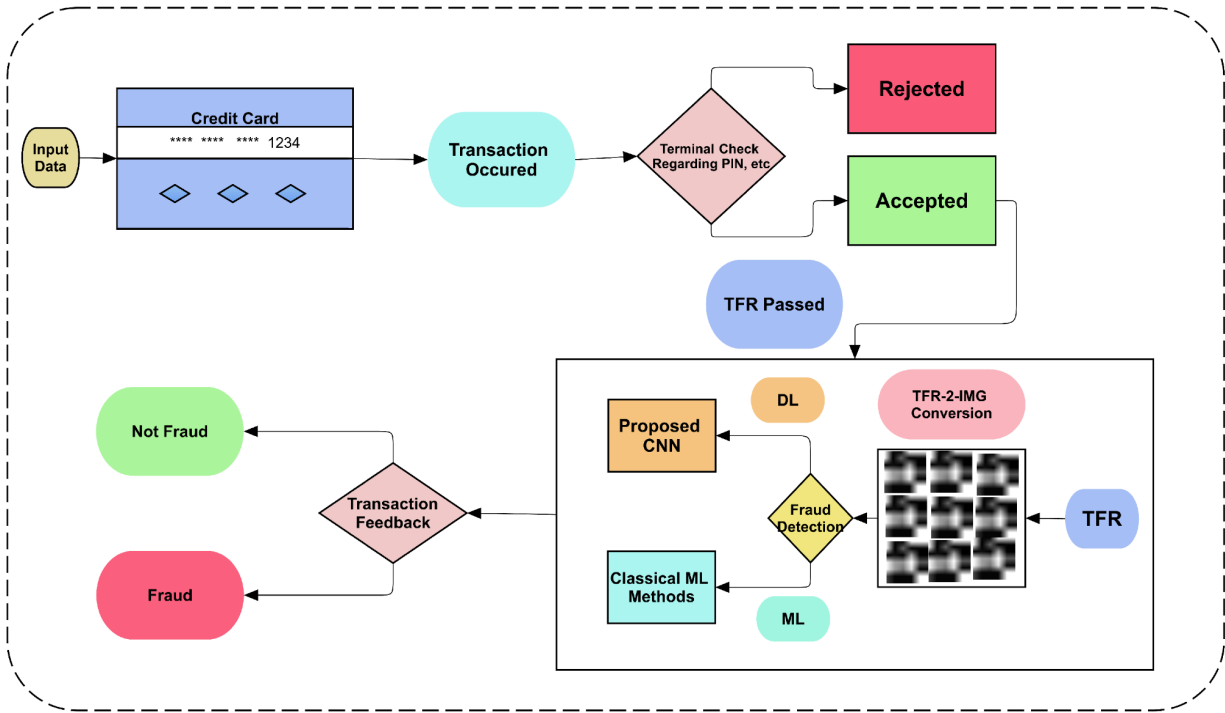 Input
Data
Credit Card
**** **** **** 1234
Transaction
Occured
Terminal Check
Regarding PIN, etc
Rejected
Accepted
TFR Passed
DL
TFR-2-IMG
Conversion
Proposed
CNN
Fraud
Detection
TFR
Classical ML
Methods
ML
Transaction
Feedback
Not Fraud
Fraud